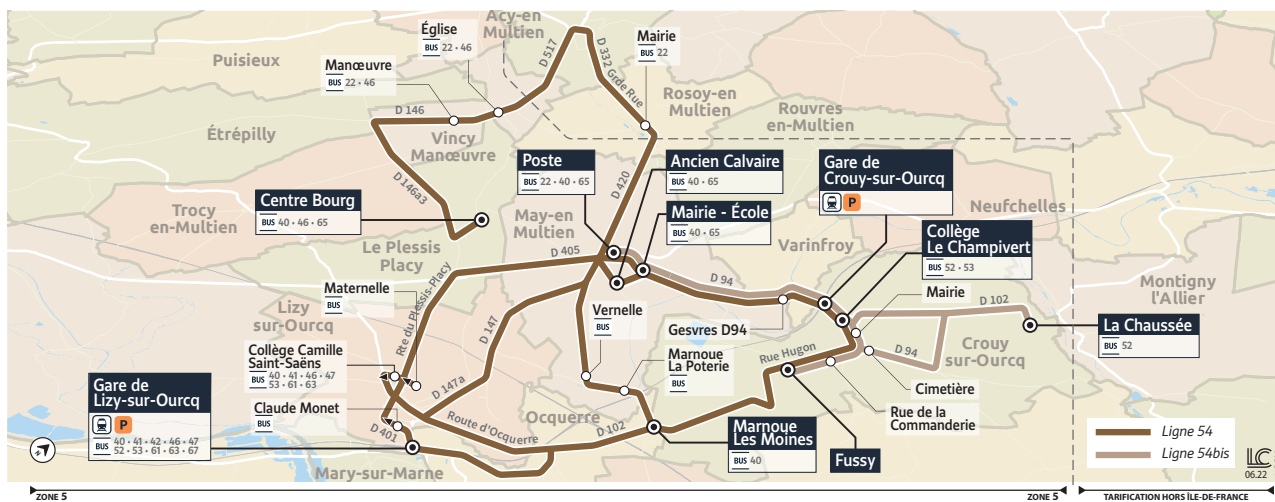 Acy-en
Multien
Église
BUS 22 • 46
Mairie
BUS 22
Puisieux
Manœuvre
BUS 22 • 46
D 517
D 332 Grde Rue
Rosoy-en
Multien
Rouvres
en-Multien
D 146
Étrépilly
Vincy
Manœuvre
Poste
BUS 22 • 40 • 65
Ancien Calvaire
BUS 40 • 65
Gare de
Crouy-sur-Ourcq
P
D 420
D 146a3
Centre Bourg
BUS 40 • 46 • 65
Trocy
en-Multien
May-en
Multien
Mairie - École
BUS 40 • 65
Neufchelles
Collège
Le Champivert
BUS 52 • 53
Varinfroy
Le Plessis
Placy
D 405
D 94
Montigny
l'Allier
Maternelle
BUS
Rte du Plessis-Placy
Mairie
D 102
Lizy
sur-Ourcq
D 147
Vernelle
BUS
Gesvres D94
La Chaussée
BUS 52
Collège Camille
Saint-Saëns
BUS 40 • 41 • 46 • 47
53 • 61 • 63
Rue Hugon
D 94
Crouy
sur-Ourcq
Marnoue
La Poterie
BUS
D 147a
Cimetière
Gare de
Lizy-sur-Ourcq
P
BUS 40 • 41 • 42 • 46 • 47
52 • 53 • 61 • 63 • 67
Claude Monet
BUS
Ocquerre
Route d'Ocquerre
Rue de la
Commanderie
D 401
D 102
Marnoue
Les Moines
BUS 40
Fussy
Ligne 54
Ligne 54bis
Mary-sur-Marne
LC
06.22
ZONE 5
ZONE 5
TARIFICATION HORS ÎLE-DE-FRANCE